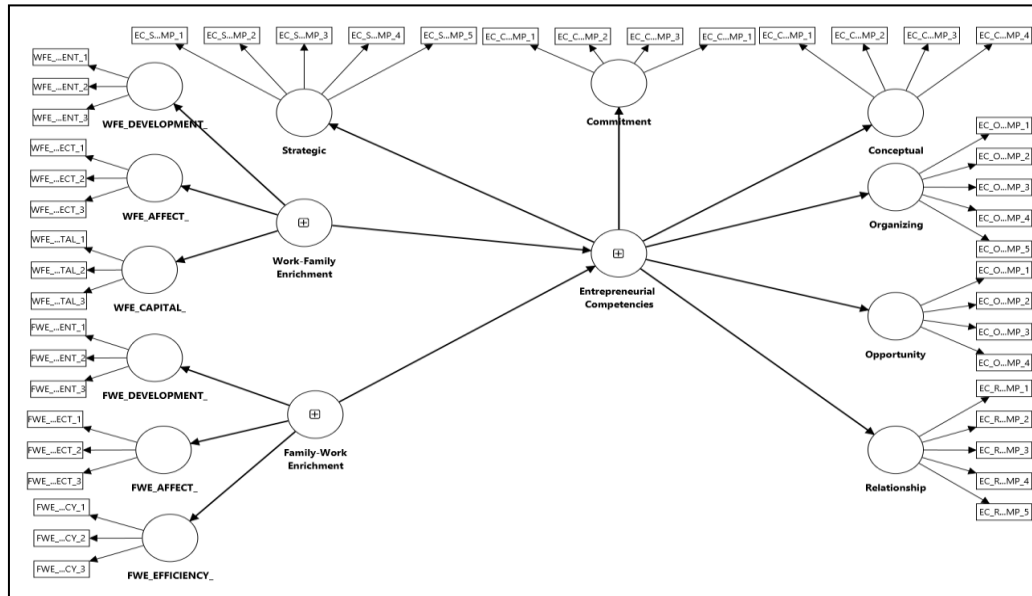 EC_S...MP_1
EC_S...MP_2
EC_S...MP_3
EC_S...MP_4
EC_S...MP_5
EC_C...MP_1
EC_C...MP_2
EC_C...MP_3
EC_C...MP_1
EC_C...MP_1
EC_C...MP_2
EC_C...MP_3
EC_C...MP_4
WFE_...ENT_1
WFE_...ENT_2
WFE_...ENT_3
WFE_DEVELOPMENT_
Strategic
Commitment
Conceptual
WFE_...ECT_1
WFE_...ECT_2
WFE_...ECT_3
WFE_AFFECT_
EC_O...MP_1
EC_O...MP_2
EC_O...MP_3
EC_O...MP_4
EC_O...MP_5
Organizing
WFE_...TAL_1
WFE_...TAL_2
WFE_...TAL_3
WFE_CAPITAL_
Work-Family
Enrichment
Entrepreneurial
Competencies
EC_O...MP_1
EC_O...MP_2
EC_O...MP_3
EC_O...MP_4
Opportunity
FWE_...ENT_1
FWE_...ENT_2
FWE_...ENT_3
FWE_DEVELOPMENT_
FWE_...ECT_1
FWE_...ECT_2
FWE_...ECT_3
FWE_AFFECT_
Family-Work
Enrichment
EC_R...MP_1
EC_R...MP_2
EC_R...MP_3
EC_R...MP_4
EC_R...MP_5
Relationship
FWE_...CY_1
FWE_...CY_2
FWE_...CY_3
FWE_EFFICIENCY_